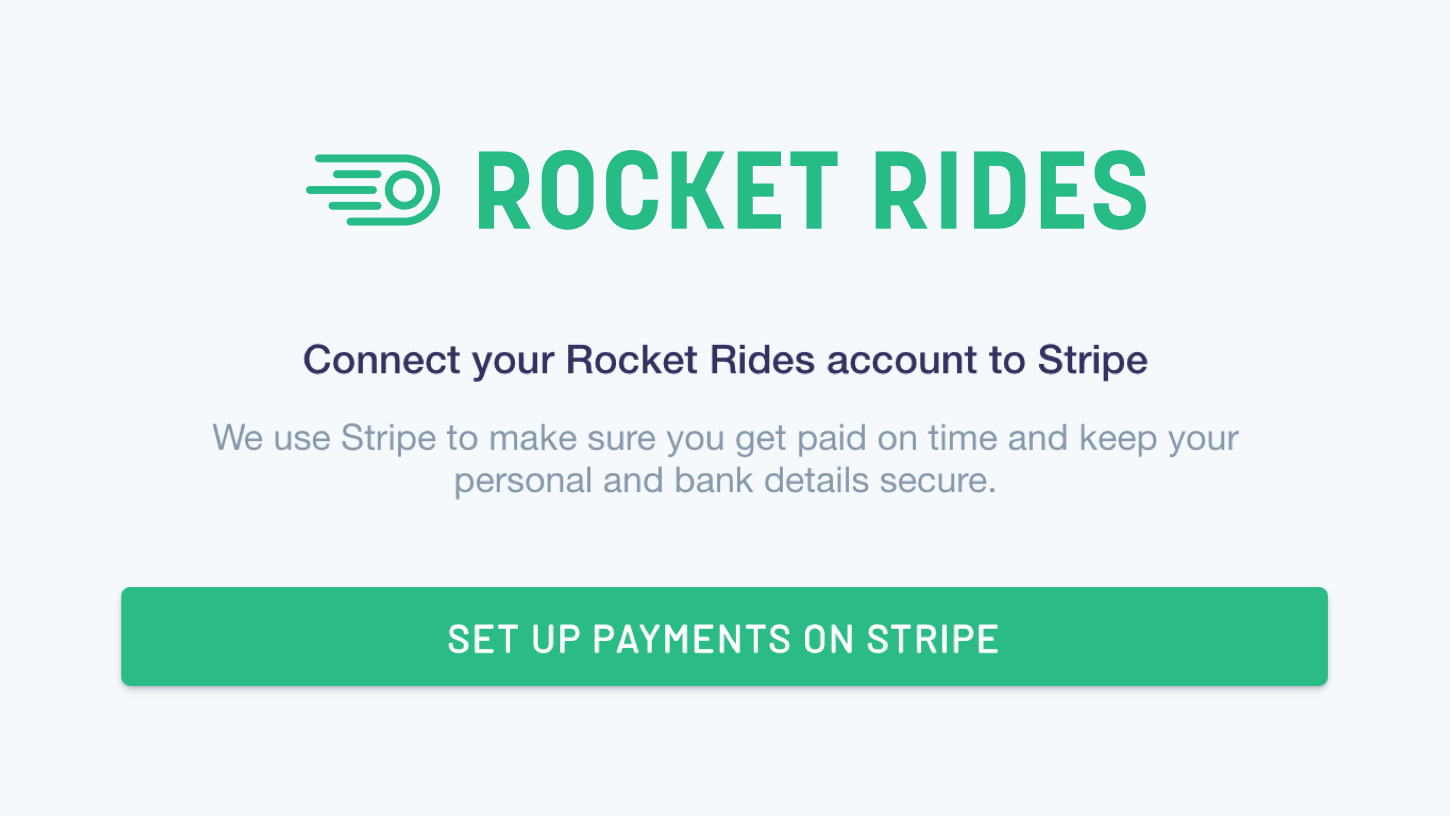 ROCKET RIDES
Connect your Rocket Rides account to Stripe
We use Stripe to make sure you get paid on time and keep your
personal and bank details secure.
SET UP PAYMENTS ON STRIPE